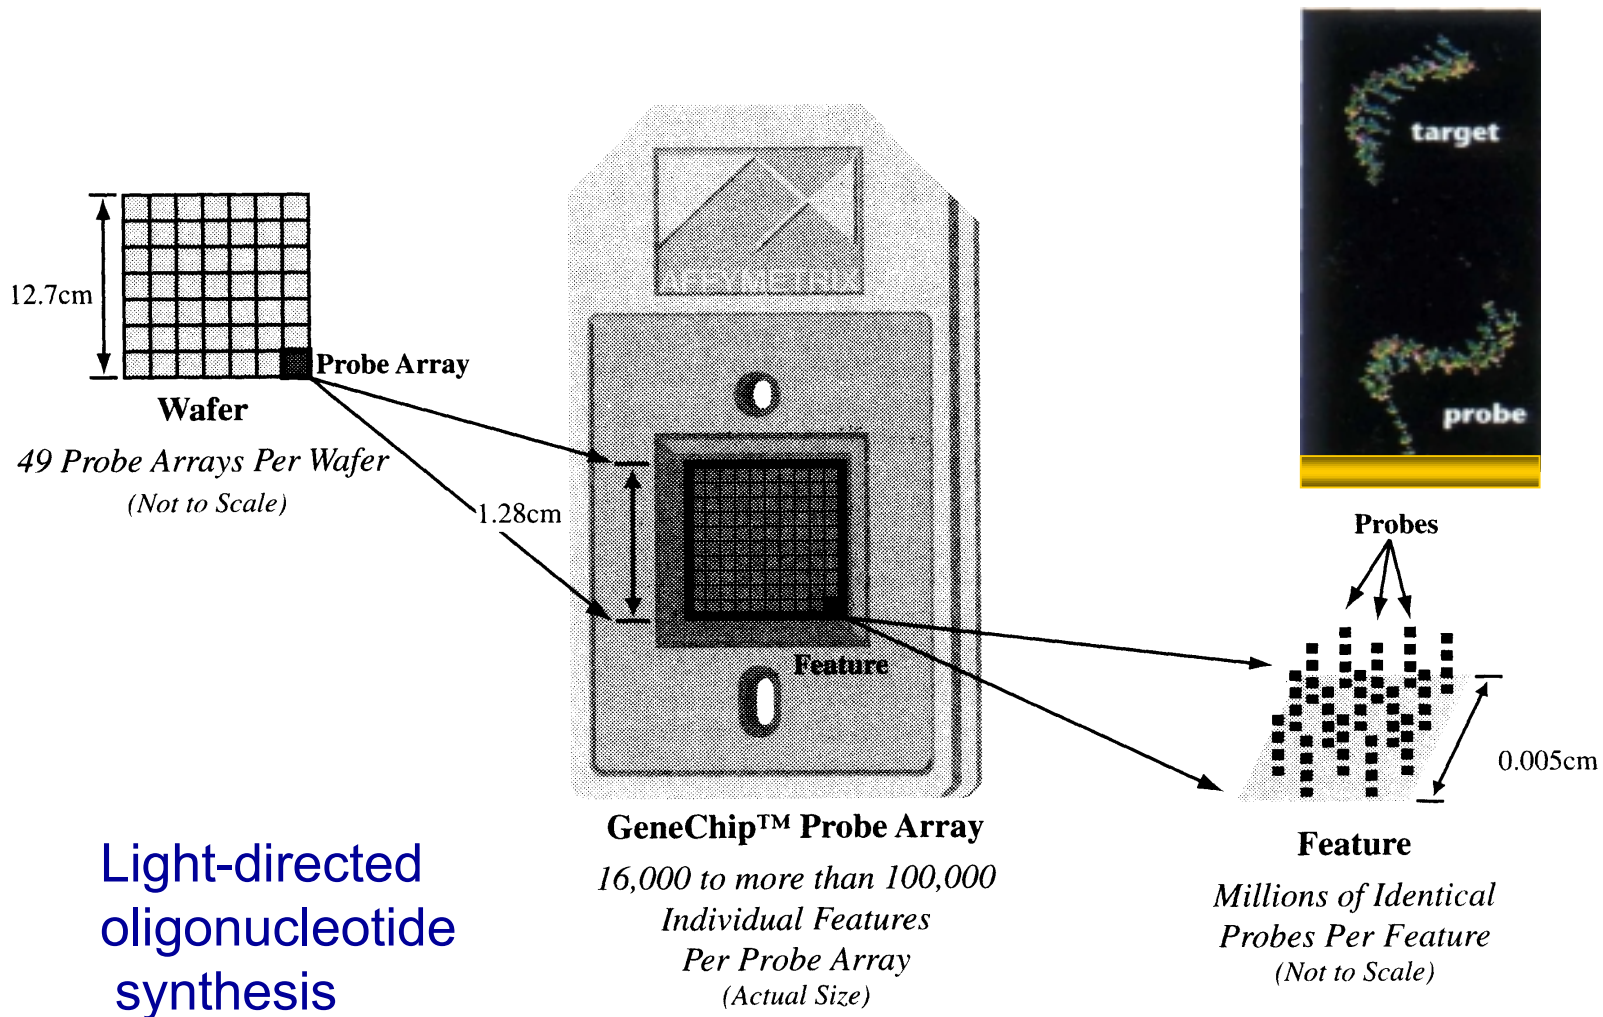 target
probe
AFFYMETRIX
12.7cm
Probe Array
Wafer
49 Probe Arrays Per Wafer
(Not to Scale)
1.28cm
Feature
GeneChip™ Probe Array
16,000 to more than 100,000
Individual Features
Per Probe Array
(Actual Size)
Probes
0.005cm
Feature
Millions of Identical
Probes Per Feature
(Not to Scale)
Light-directed
oligonucleotide
synthesis